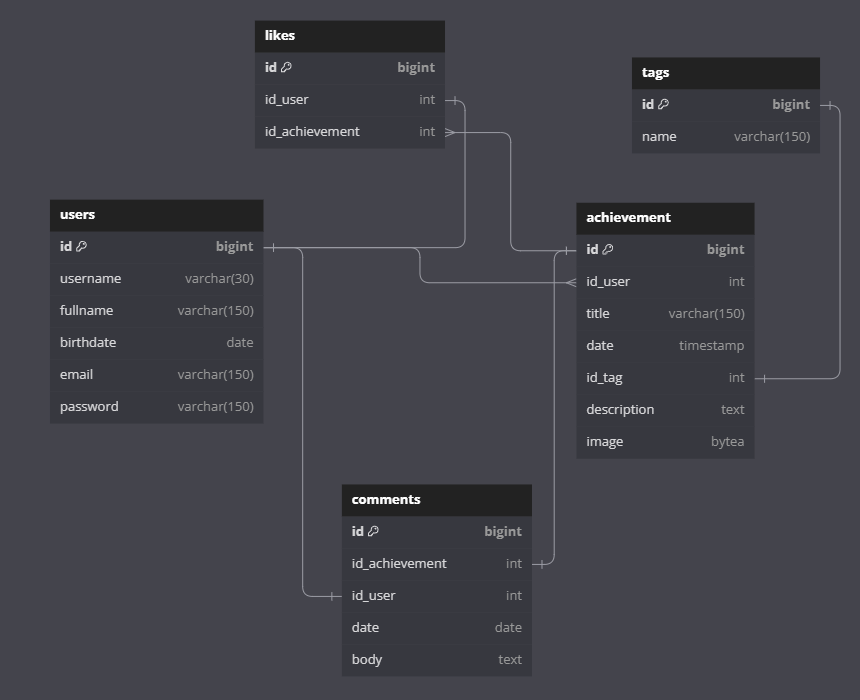 likes
id bigint
id_user int
id_achievement int
tags
id bigint
name varchar(150)
users
id bigint
username varchar(30)
fullname varchar(150)
birthdate date
email varchar(150)
password varchar(150)
achievement
id bigint
id_user int
title varchar(150)
date timestamp
id_tag int
description text
image bytea
comments
id bigint
id_achievement int
id_user int
date date
body text